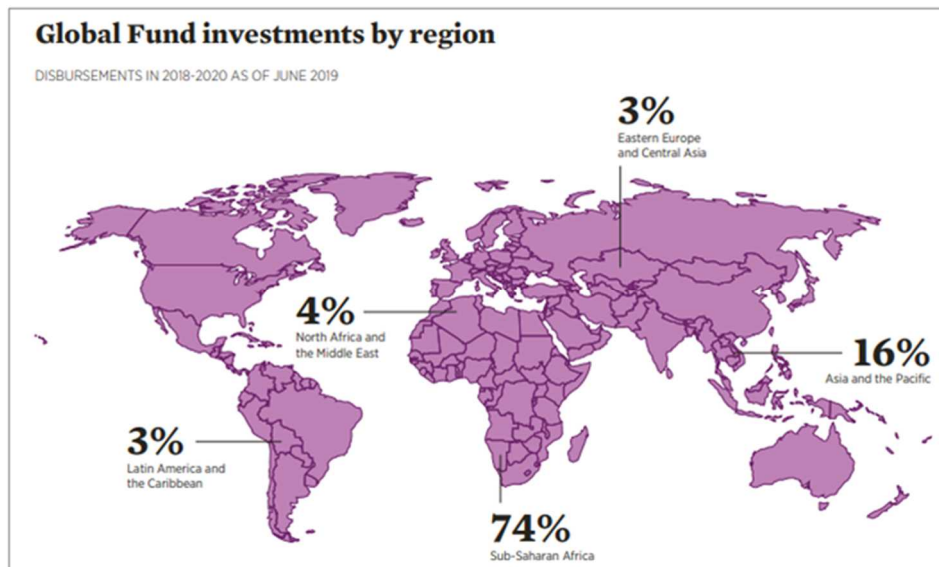 Global Fund investments by region
DISBURSEMENTS IN 2018-2020 AS OF JUNE 2019
3%
Eastern Europe
and Central Asia
4%
North Africa and
the Middle East
16%
Asia and the Pacific
3%
Latin America and
the Caribbean
74%
Sub-Saharan Africa